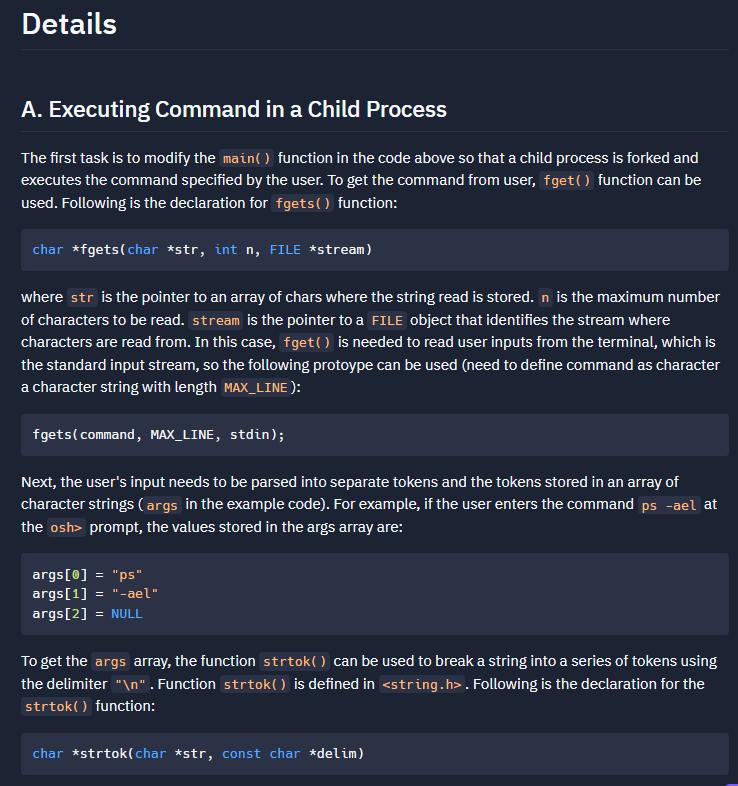 Details
A. Executing Command in a Child Process
The first task is to modify the main() function in the code above so that a child process is forked and
executes the command specified by the user. To get the command from user, fget() function can be
used. Following is the declaration for fgets() function:
char *fgets(char *str, int n, FILE *stream)
where str is the pointer to an array of chars where the string read is stored. n is the maximum number
of characters to be read. stream is the pointer to a FILE object that identifies the stream where
characters are read from. In this case, fget() is needed to read user inputs from the terminal, which is
the standard input stream, so the following protoype can be used (need to define command as character
a character string with length MAX_LINE):
fgets(command, MAX_LINE, stdin);
Next, the user's input needs to be parsed into separate tokens and the tokens stored in an array of
character strings (args in the example code). For example, if the user enters the command ps -ael at
the osh> prompt, the values stored in the args array are:
args[0] = "ps"
args[1] = "-ael"
args[2] = NULL
To get the args array, the function strtok() can be used to break a string into a series of tokens using
the delimiter "\n". Function strtok() is defined in <string.h>. Following is the declaration for the
strtok() function:
char *strtok(char *str, const char *delim)